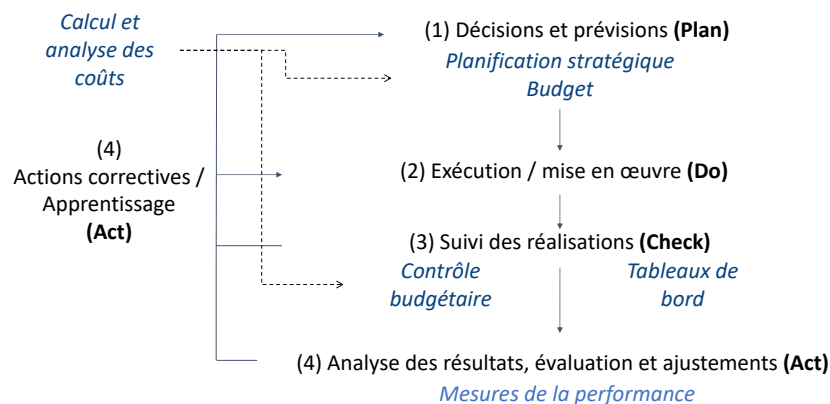 Calcul et
analyse des
coûts
(1) Décisions et prévisions (Plan)
Planification stratégique
Budget
(4)
Actions correctives /
Apprentissage
(Act)
(2) Exécution / mise en œuvre (Do)
(3) Suivi des réalisations (Check)
Contrôle
budgétaire
Tableaux de
bord
(4) Analyse des résultats, évaluation et ajustements (Act)
Mesures de la performance